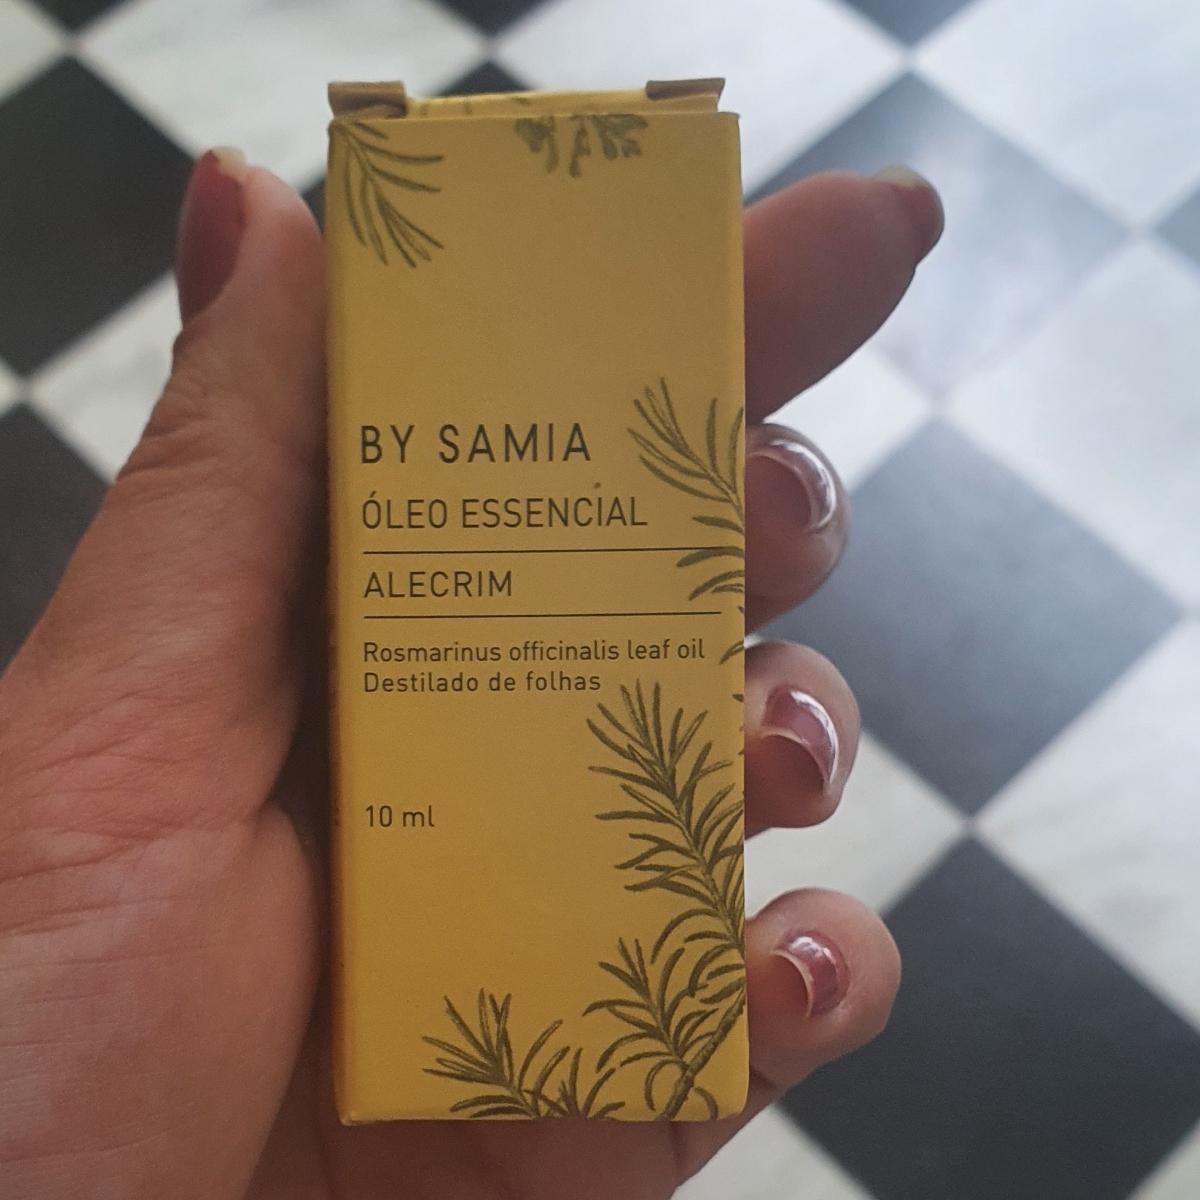 BY SAMIA
ÓLEO ESSENCIAL
ALECRIM
Rosmarinus officinalis leaf oil
Destilado de folhas
10 ml